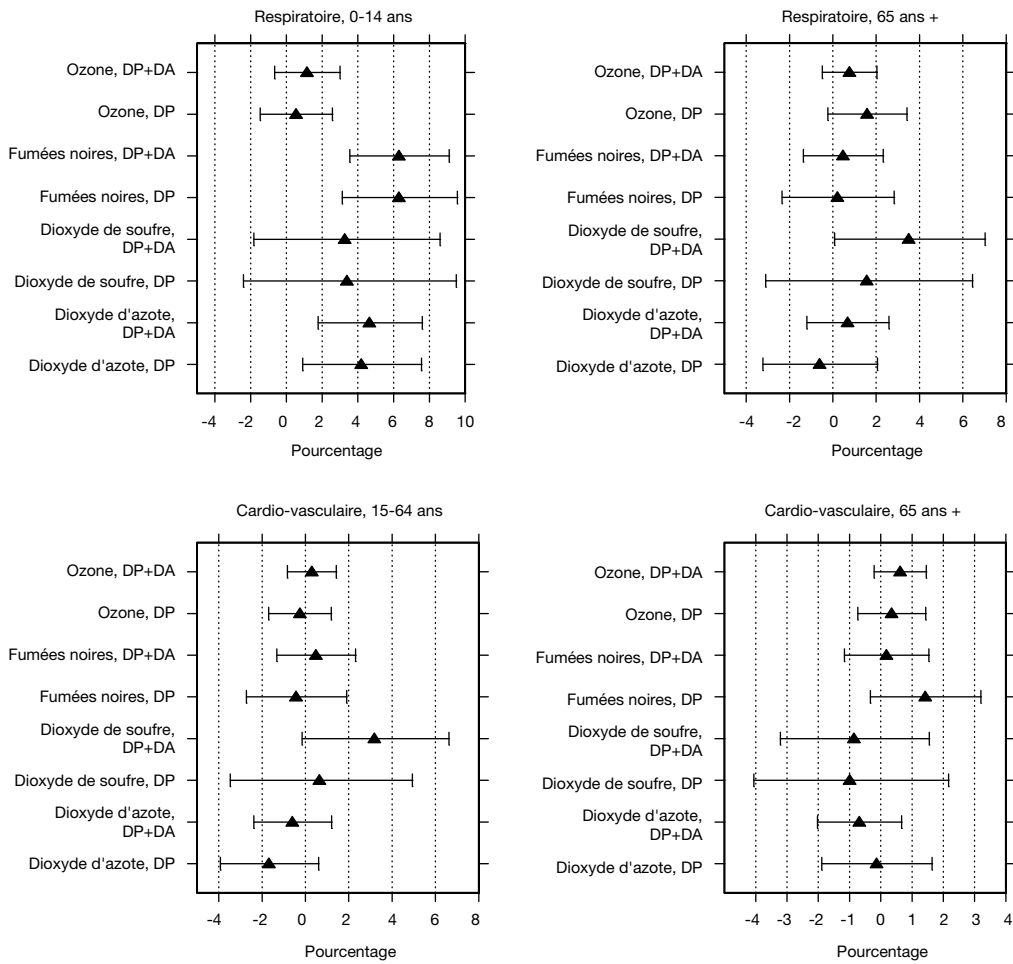 Respiratoire, 0-14 ans
Ozone, DP+DA
Ozone, DP
Fumées noires, DP+DA
Fumées noires, DP
Dioxyde de soufre,
DP+DA
Dioxyde de soufre, DP
Dioxyde d'azote,
DP+DA
Dioxyde d'azote, DP
-4 -2 0 2 4 6 8 10
Pourcentage
Respiratoire, 65 ans +
Ozone, DP+DA
Ozone, DP
Fumées noires, DP+DA
Fumées noires, DP
Dioxyde de soufre,
DP+DA
Dioxyde de soufre, DP
Dioxyde d'azote,
DP+DA
Dioxyde d'azote, DP
-4 -2 0 2 4 6 8
Pourcentage
Cardio-vasculaire, 15-64 ans
Ozone, DP+DA
Ozone, DP
Fumées noires, DP+DA
Fumées noires, DP
Dioxyde de soufre,
DP+DA
Dioxyde de soufre, DP
Dioxyde d'azote,
DP+DA
Dioxyde d'azote, DP
-4 -2 0 2 4 6 8
Pourcentage
Cardio-vasculaire, 65 ans +
Ozone, DP+DA
Ozone, DP
Fumées noires, DP+DA
Fumées noires, DP
Dioxyde de soufre,
DP+DA
Dioxyde de soufre, DP
Dioxyde d'azote,
DP+DA
Dioxyde d'azote, DP
-4 -2 -1 0 1 2 3 4
Pourcentage